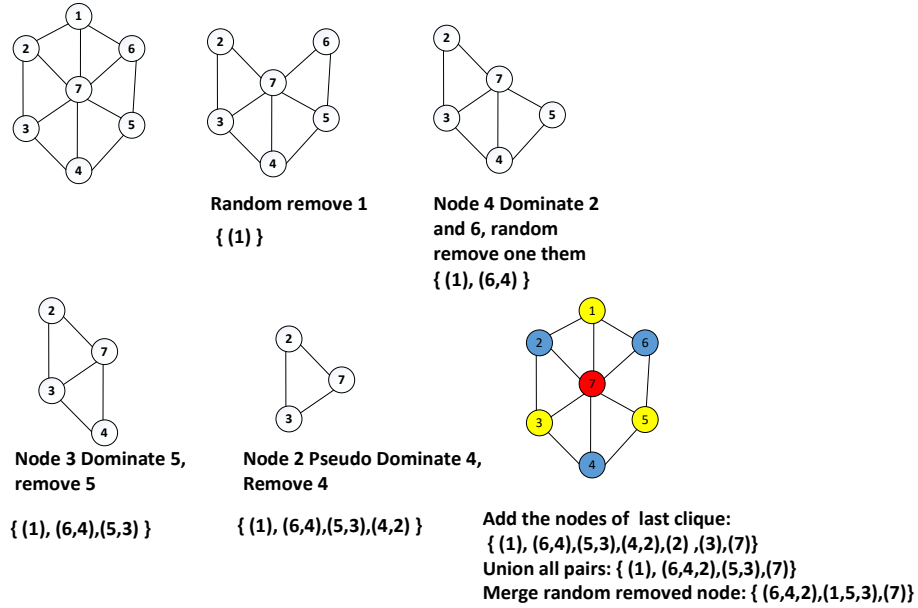 1
2
6
7
3
5
4
2
6
7
3
5
4
2
7
3
5
4
Random remove 1
{ (1) }
Node 4 Dominate 2
and 6, random
remove one them
{ (1), (6,4) }
2
7
3
4
2
7
3
1
2
6
7
3
5
4
Node 3 Dominate 5,
remove 5
{ (1), (6,4),(5,3) }
Node 2 Pseudo Dominate 4,
Remove 4
{ (1), (6,4),(5,3),(4,2) }
Add the nodes of last clique:
{ (1), (6,4),(5,3),(4,2),(2) ,(3),(7)}
Union all pairs: { (1), (6,4,2),(5,3),(7)}
Merge random removed node: { (6,4,2),(1,5,3),(7)}